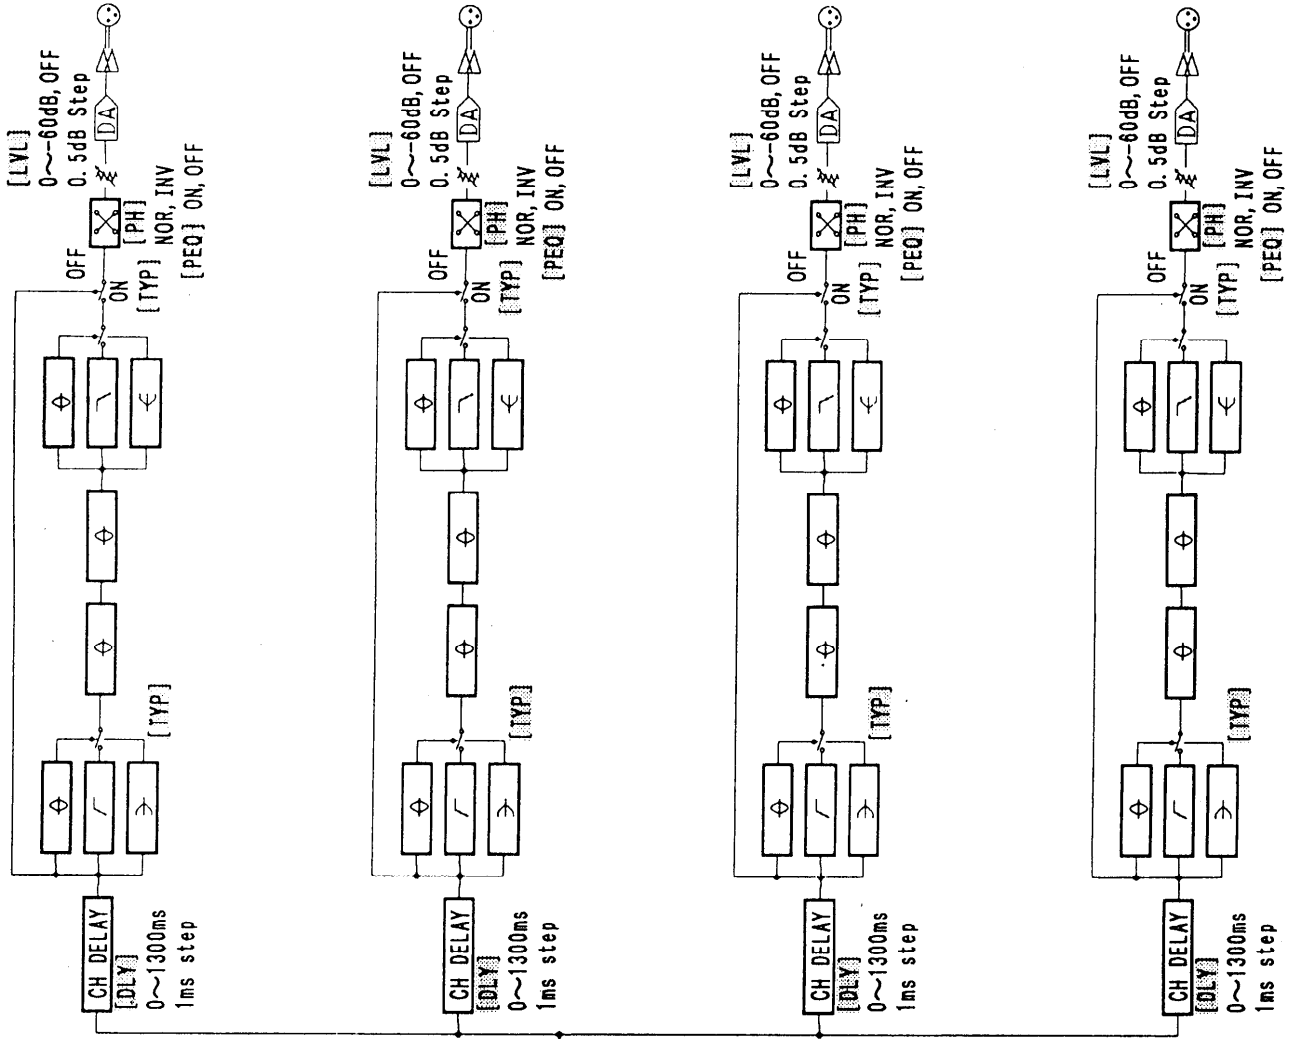 CH DELAY
[DLY]
0～1300ms
1ms step
[TYP]
OFF
ON
[TYP]
[PH]
NOR, INV
[PEQ] ON, OFF
[LVL]
0～-60dB, OFF
0.5dB Step
DA
CH DELAY
[DLY]
0～1300ms
1ms step
[TYP]
OFF
ON
[TYP]
[PH]
NOR, INV
[PEQ] ON, OFF
[LVL]
0～-60dB, OFF
0.5dB Step
DA
CH DELAY
[DLY]
0～1300ms
1ms step
[TYP]
OFF
ON
[TYP]
[PH]
NOR, INV
[PEQ] ON, OFF
[LVL]
0～-60dB, OFF
0.5dB Step
DA
CH DELAY
[DLY]
0～1300ms
1ms step
[TYP]
OFF
ON
[TYP]
[PH]
NOR, INV
[PEQ] ON, OFF
[LVL]
0～-60dB, OFF
0.5dB Step
DA